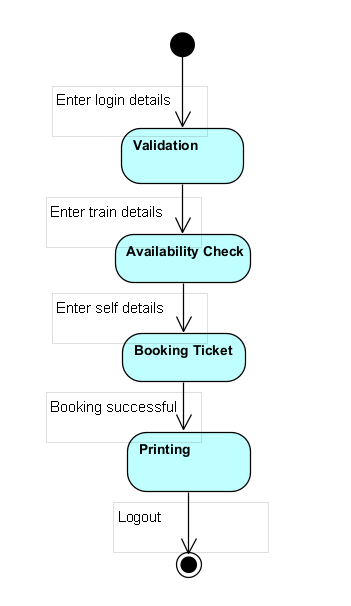 Enter login details
Validation
Enter train details
Availability Check
Enter self details
Booking Ticket
Booking successful
Printing
Logout